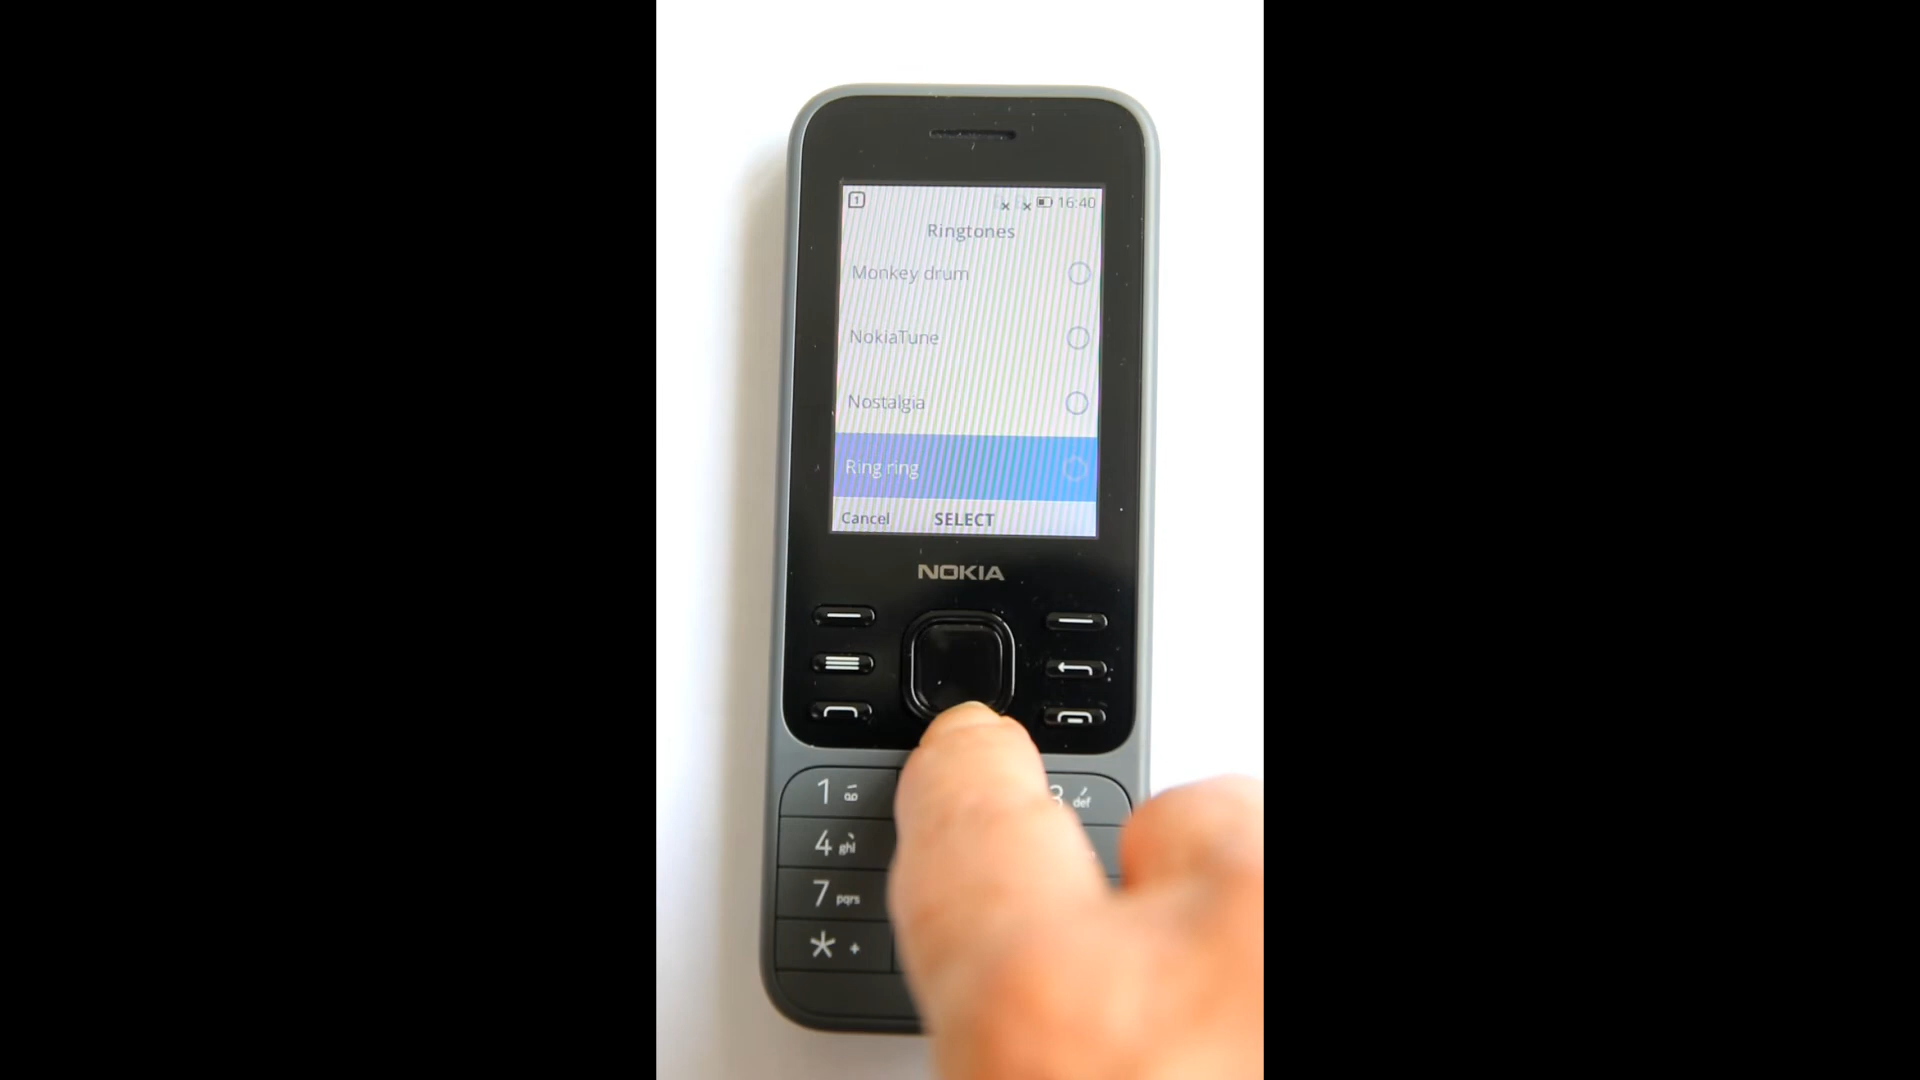 1
16:40
Ringtones
Monkey drum
NokiaTune
Nostalgia
Ring ring
Cancel SELECT
NOKIA
1
3 def
4 ghi
7 pqrs
* +